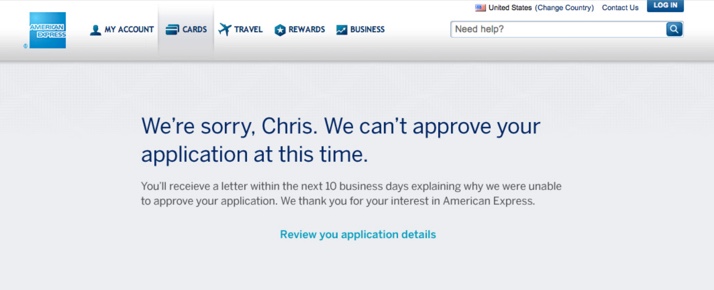 United States (Change Country) Contact Us LOG IN
AMERICAN EXPRESS
®
MY ACCOUNT CARDS TRAVEL REWARDS BUSINESS
Need help?
We're sorry, Chris. We can't approve your
application at this time.
You'll receieve a letter within the next 10 business days explaining why we were unable
to approve your application. We thank you for your interest in American Express.
Review you application details